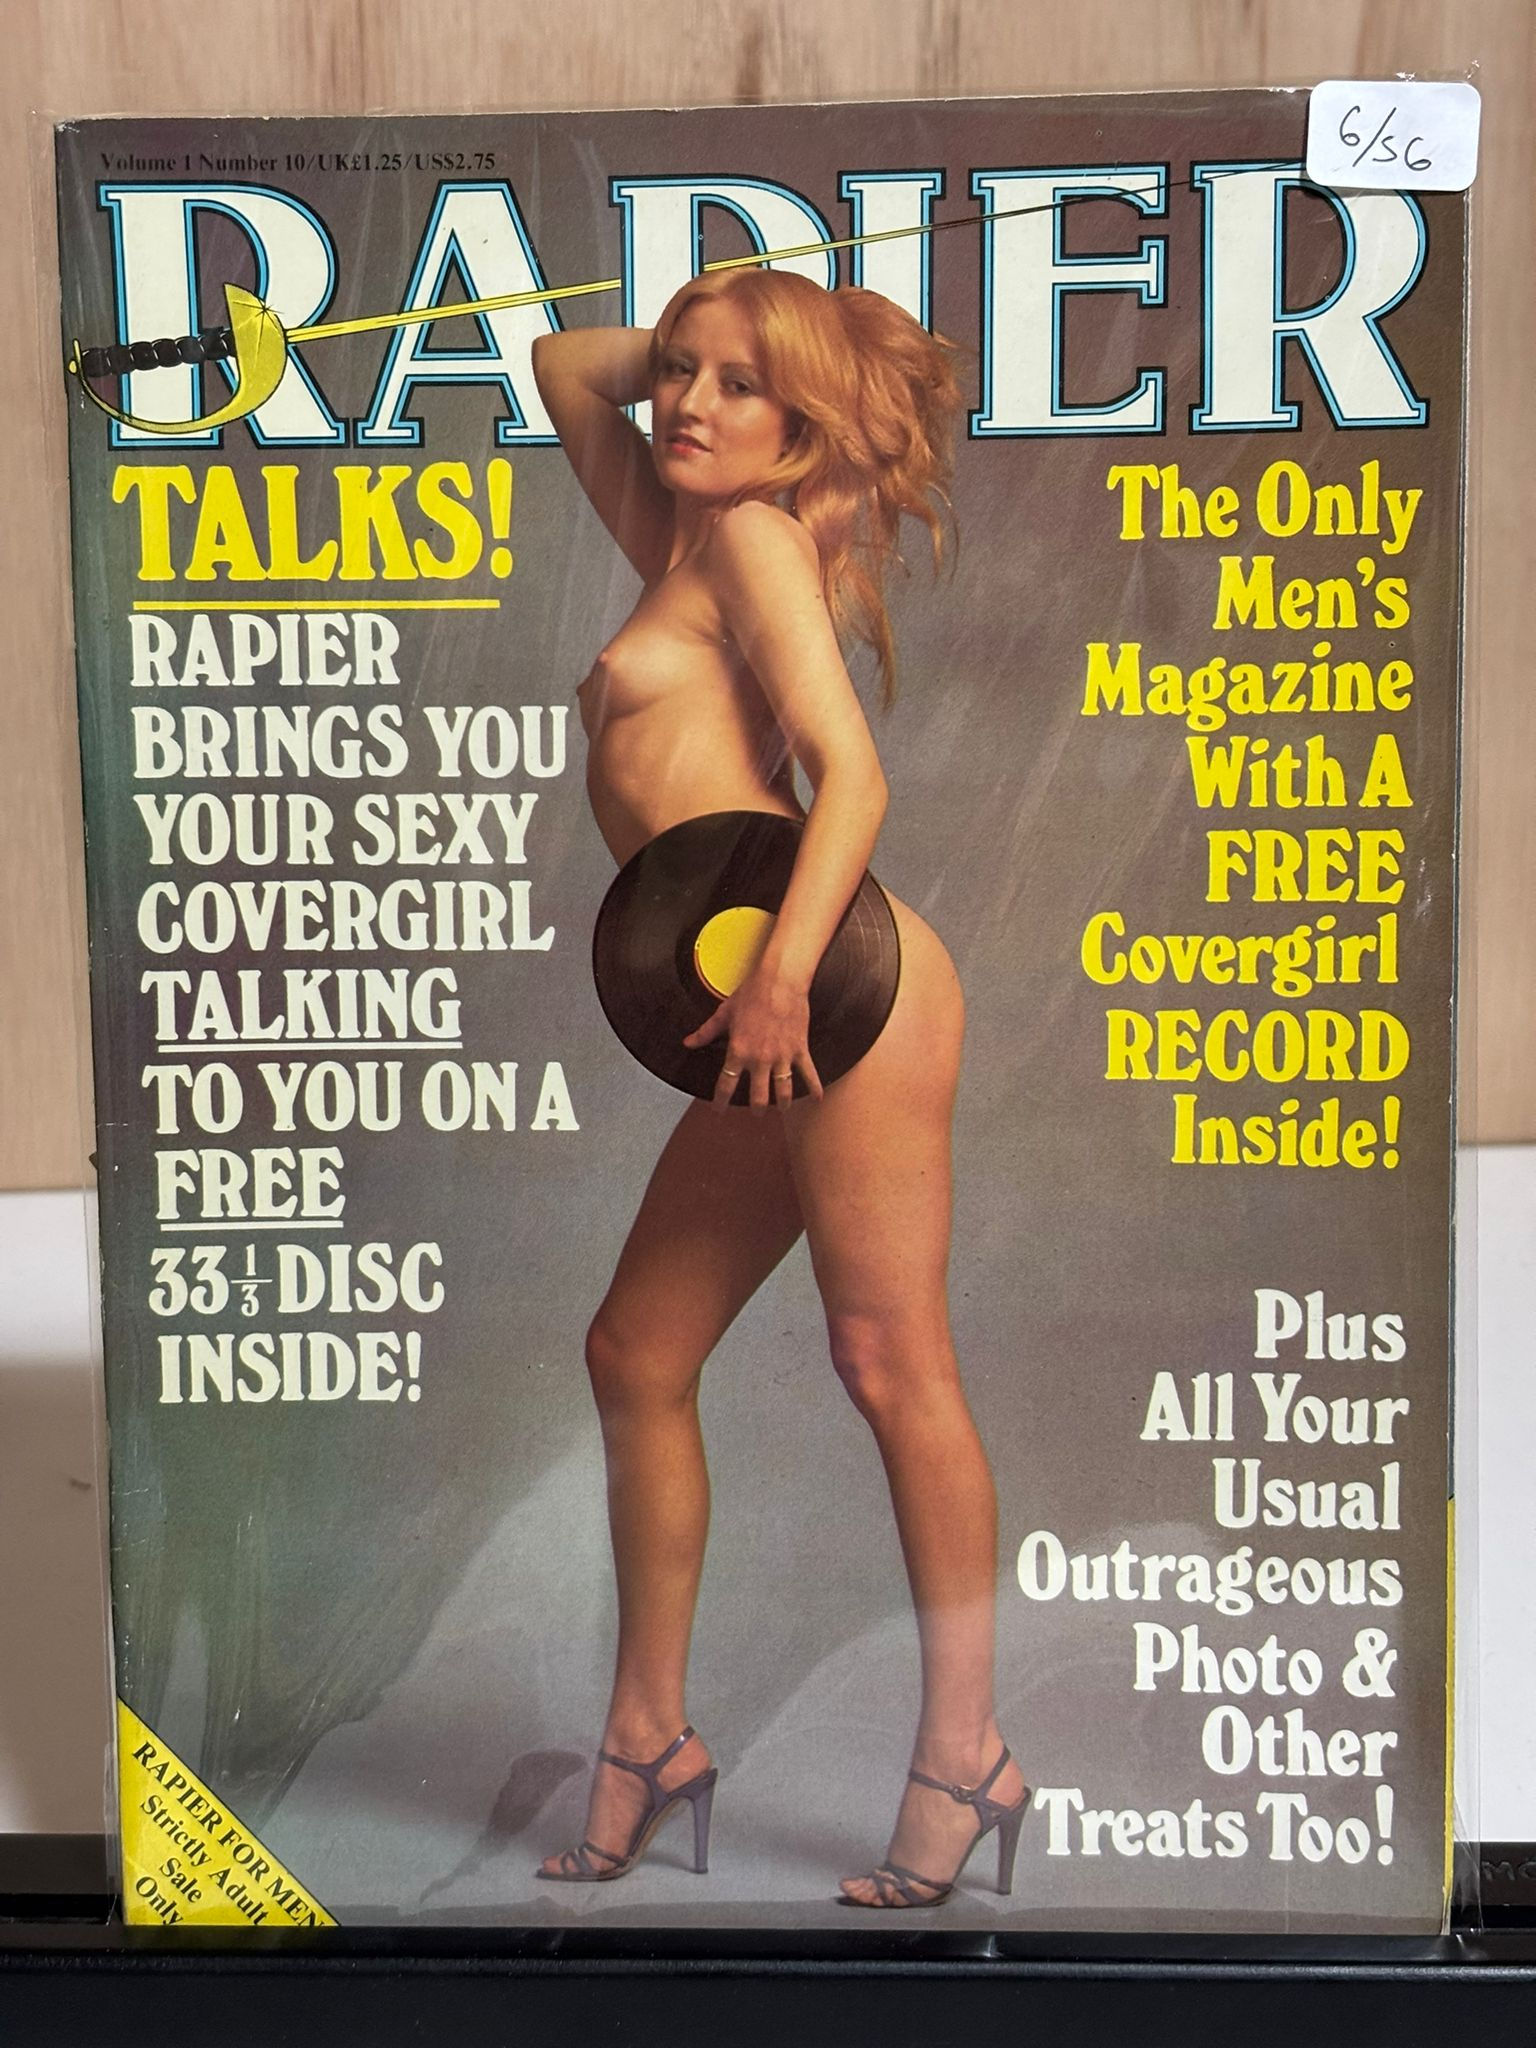 6/56
Volume 1 Number 10/UK£1.25/US$2.75
RAPIER
TALKS!
RAPIER
BRINGS YOU
YOUR SEXY
COVERGIRL
TALKING
TO YOU ON A
FREE
33⅓ DISC
INSIDE!
The Only
Men's
Magazine
With A
FREE
Covergirl
RECORD
Inside!
Plus
All Your
Usual
Outrageous
Photo &
Other
Treats Too!
RAPIER FOR MEN
Strictly Adult
Sale
Only